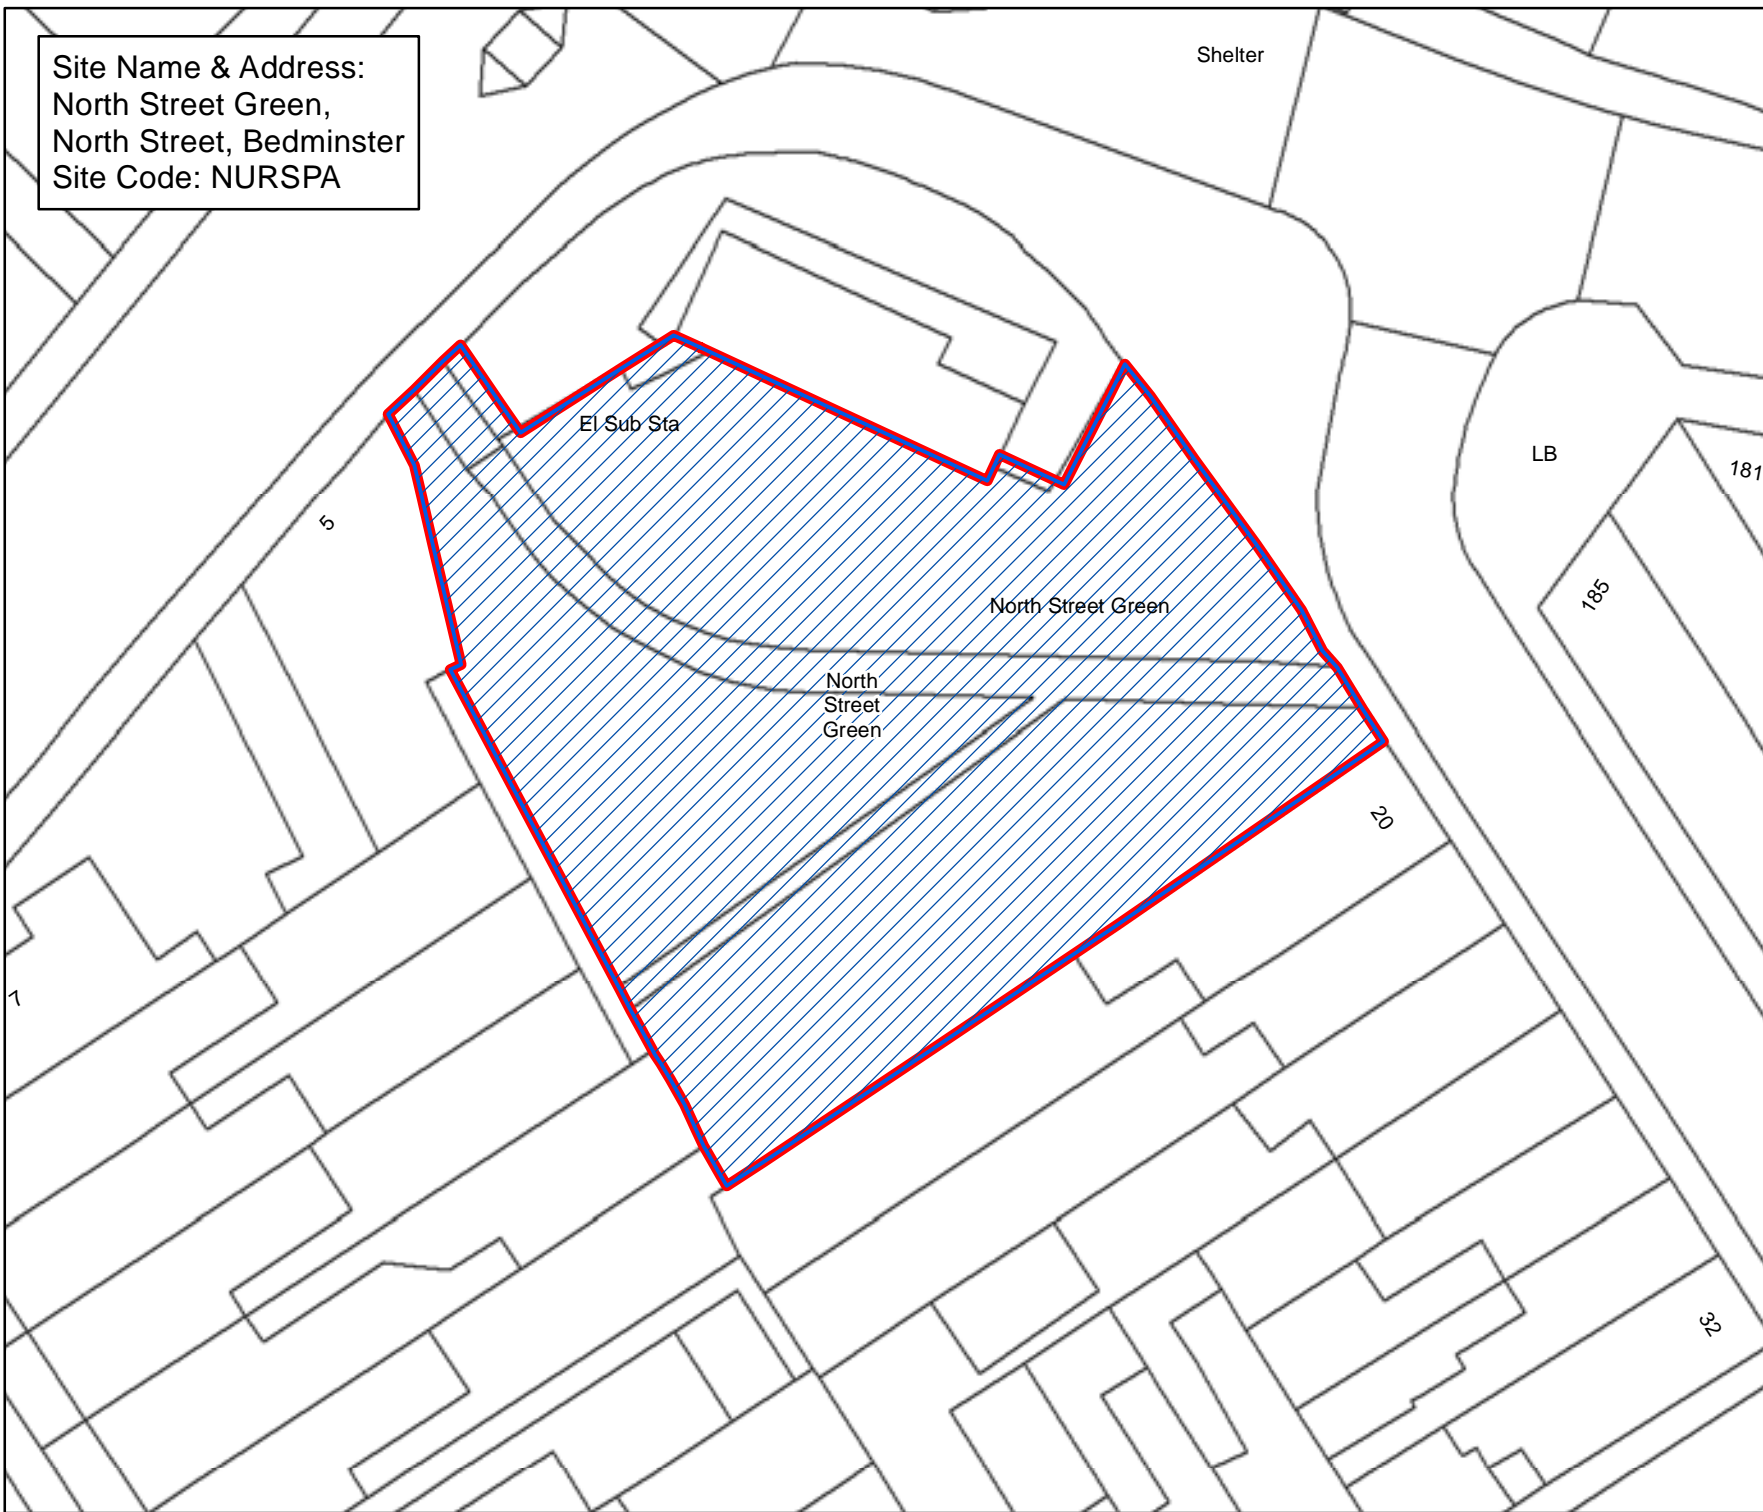 Site Name & Address:
North Street Green,
North Street, Bedminster
Site Code: NURSPA
Shelter
El Sub Sta
LB
181
5
185
North Street Green
North
Street
Green
20
7
32